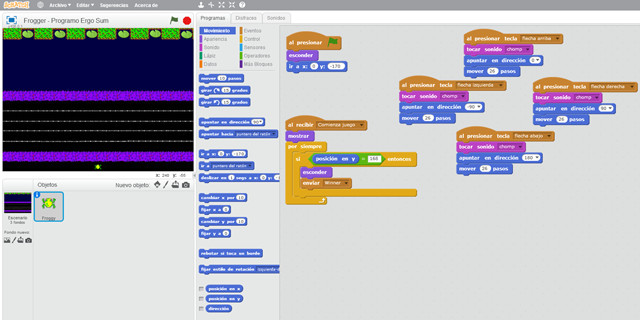 SCRATCH Archivo Editar Sugerencias Acerca de
Frogger - Programo Ergo Sum
X: 240 y:
Objetos Nuevo objeto:
Escenario
2 fondos
Fondo nuevo:
Frogger
Programas Disfraces Sonidos
Movimiento Eventos
Apariencia Control
Sonido Sensores
Lápiz Operadores
Datos Más Bloques
mover 10 pasos
girar 15 grados
girar 15 grados
apuntar en dirección 90
apuntar hacia puntero del ratón
ir a x: 0 y: -170
ir a puntero del ratón
deslizar en 1 segs a x: 0 y:
cambiar x por 10
fijar x a 0
cambiar y por 10
fijar y a 0
rebotar si toca un borde
fijar estilo de rotación izquierda
posición en x
posición en y
dirección
al presionar
esconder
ir a x: 0 y: -170
al recibir Comienza juego
mostrar
por siempre
si posición en y = 168 entonces
esconder
enviar Winner
al presionar tecla flecha arriba
tocar sonido chomp
apuntar en dirección 0
mover 26 pasos
al presionar tecla flecha izquierda
tocar sonido chomp
apuntar en dirección -90
mover 26 pasos
al presionar tecla flecha derecha
tocar sonido chomp
apuntar en dirección 90
mover 26 pasos
al presionar tecla flecha abajo
tocar sonido chomp
apuntar en dirección 180
mover 26 pasos